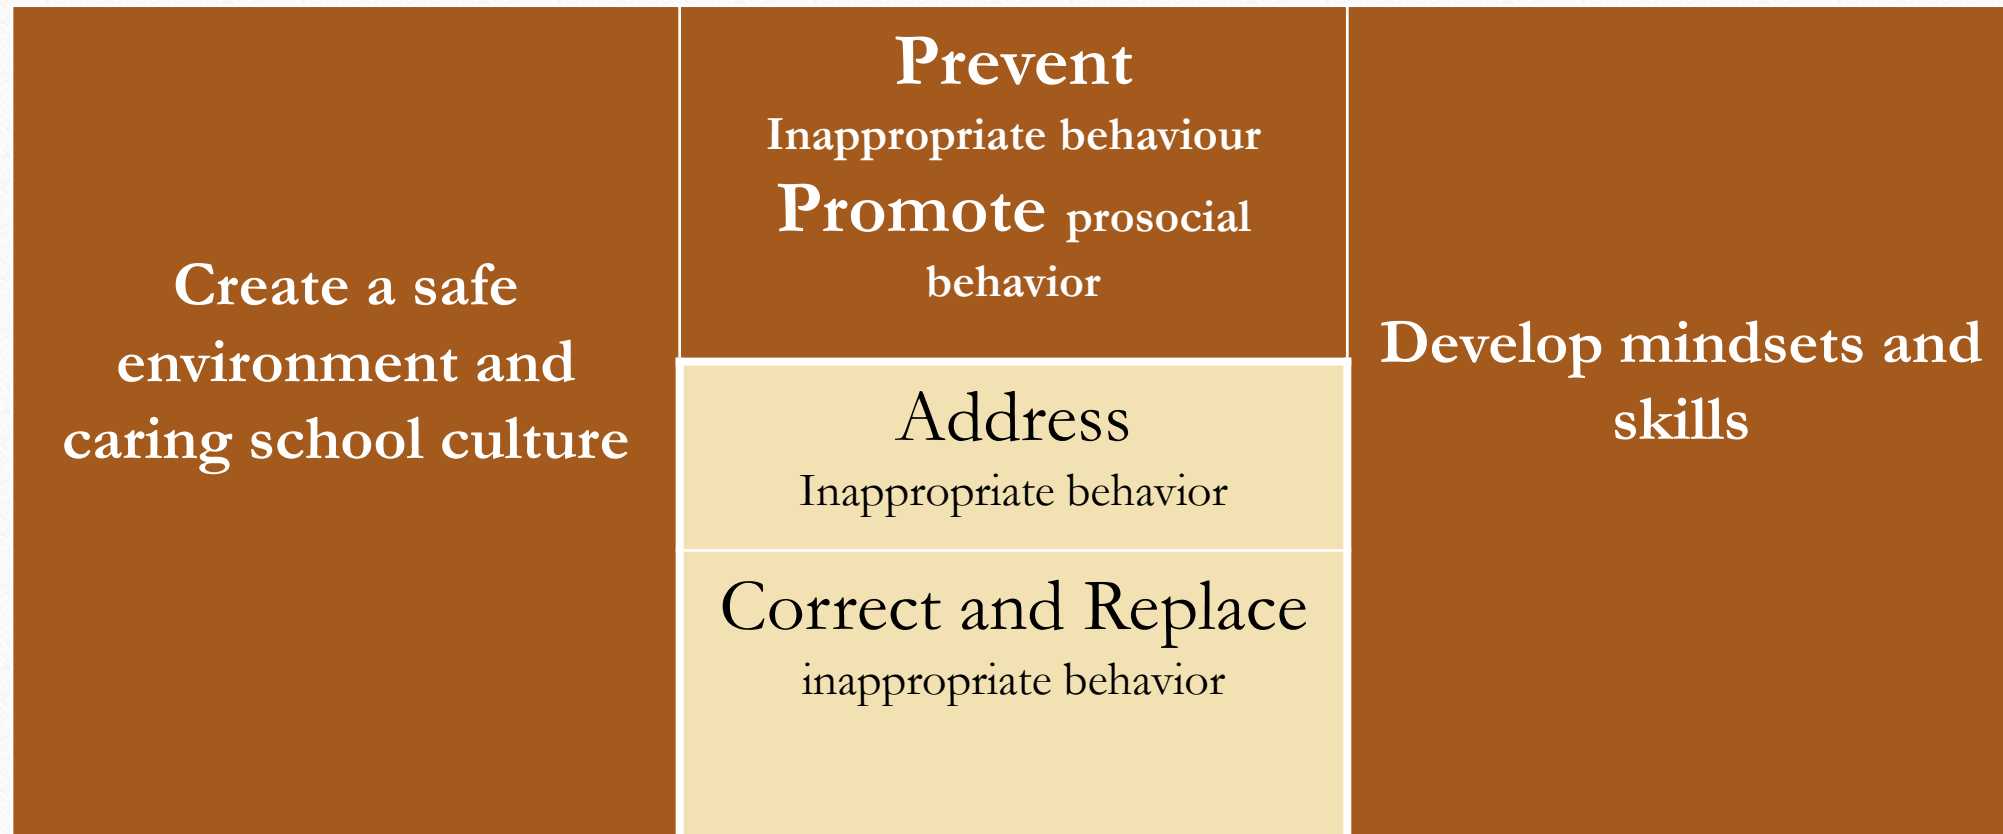 Create a safe
environment and
caring school culture
Prevent
Inappropriate behaviour
Promote prosocial
behavior
Address
Inappropriate behavior
Correct and Replace
inappropriate behavior
Develop mindsets and
skills